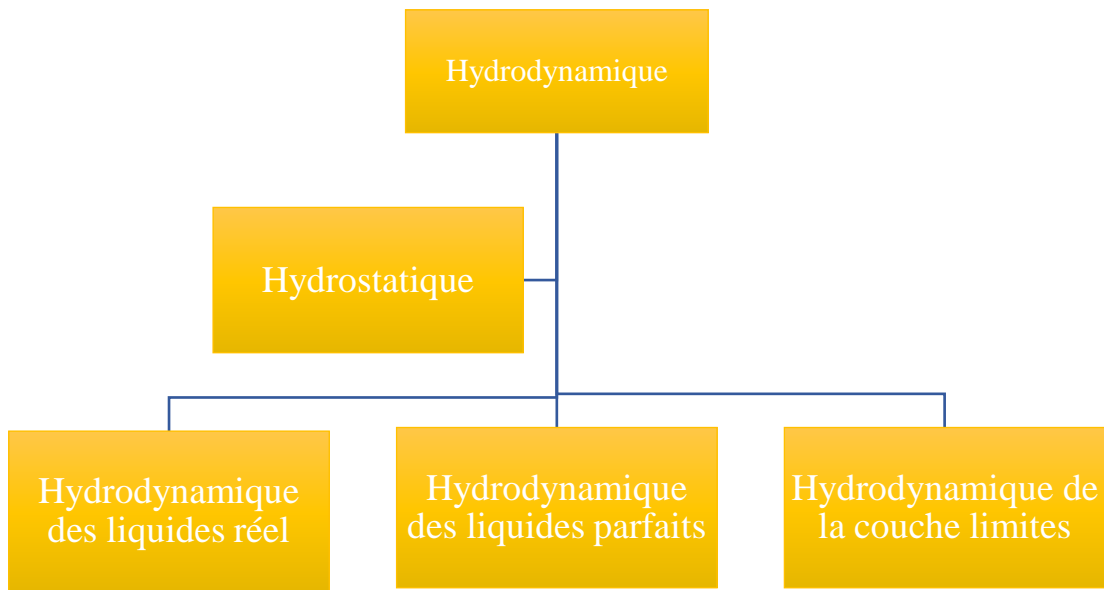 Hydrodynamique
Hydrostatique
Hydrodynamique
des liquides réel
Hydrodynamique
des liquides parfaits
Hydrodynamique de
la couche limites